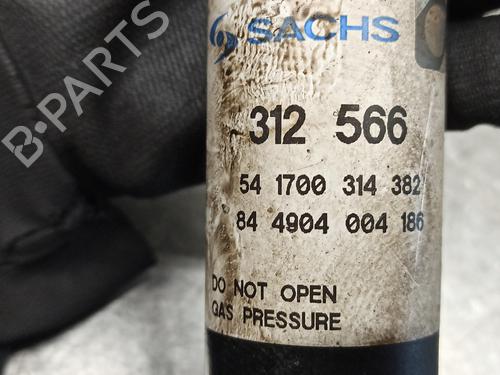 SACHS
312 566
54 1700 314 382
84 4904 004 186
DO NOT OPEN
GAS PRESSURE
B-PARTS